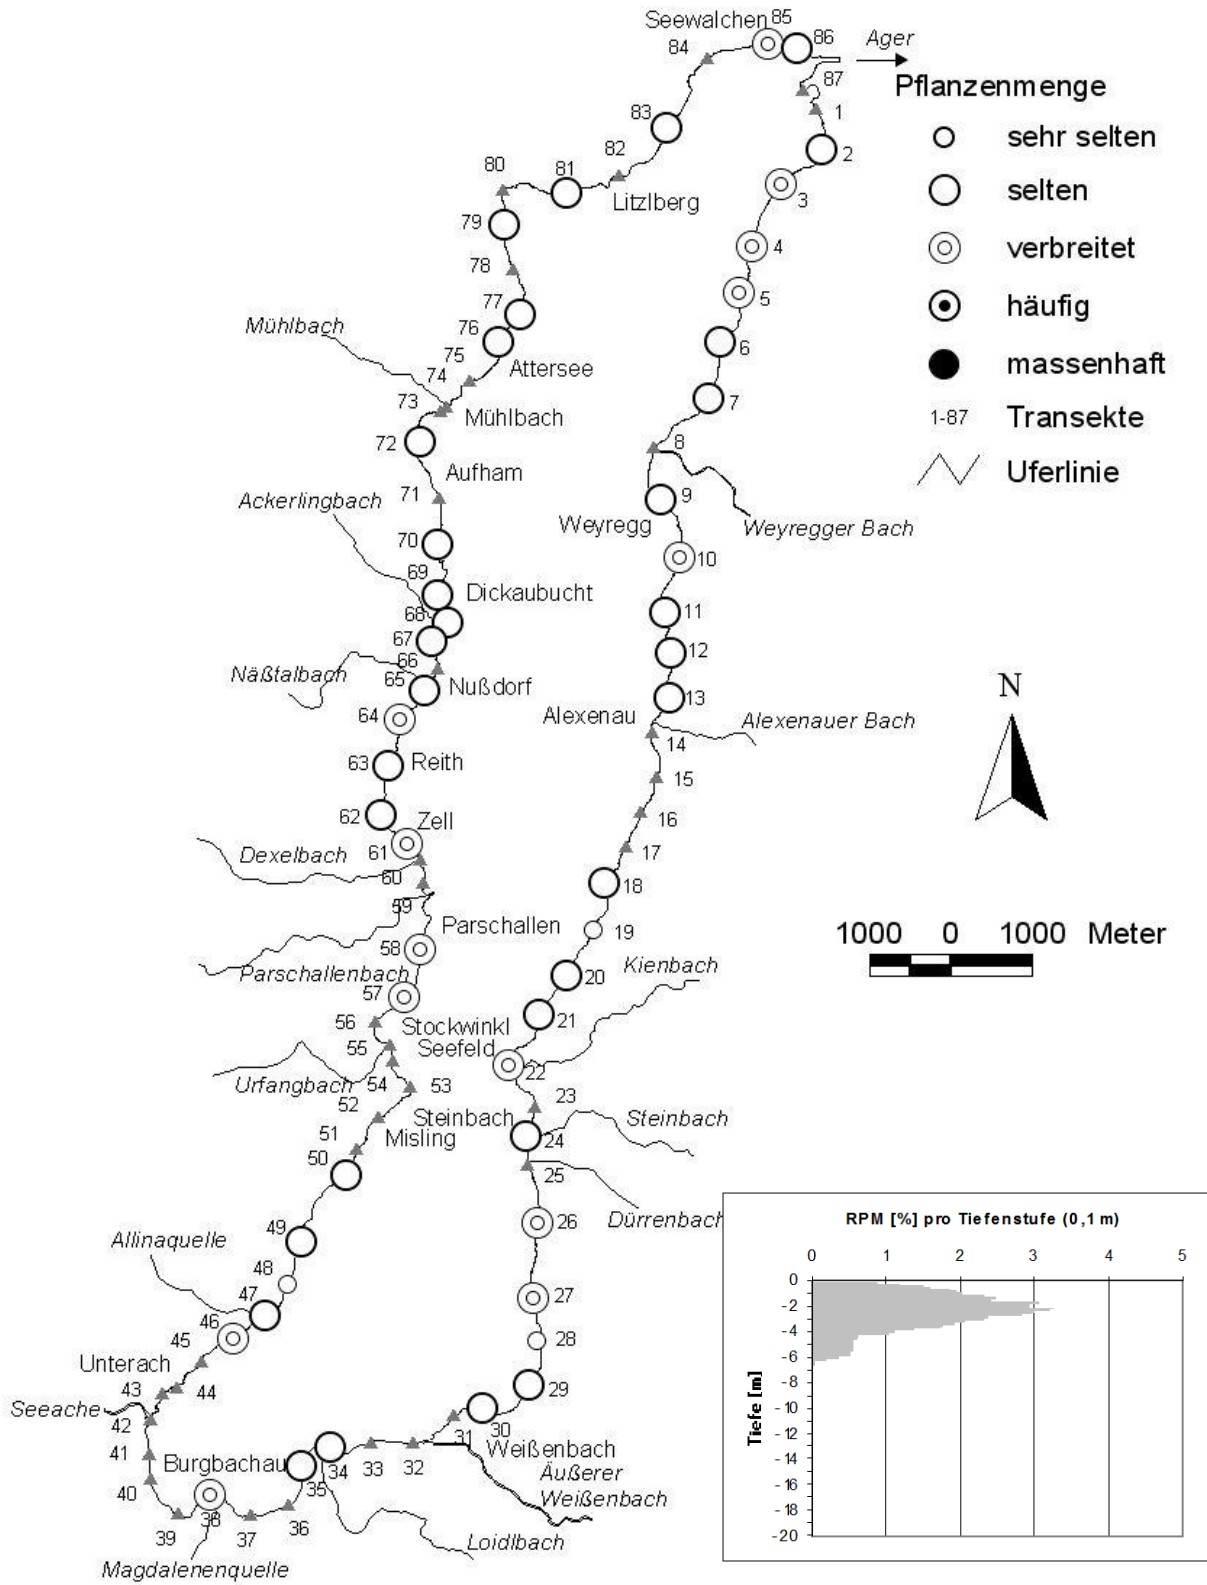 Seewalchen
85
86
84
Ager
87
Pflanzenmenge
1
83
sehr selten
2
82
80
81
3
selten
Litzlberg
79
4
verbreitet
78
5
77
häufig
Mühlbach
76
6
75
Attersee
massenhaft
74
7
73
Mühlbach
1-87
Transekte
72
8
Aufham
Uferlinie
71
9
Ackerlingbach
Weyregg
Weyregger Bach
70
10
69
Dickaubucht
68
11
67
12
66
Näßtalbach
65
Nußdorf
13
N
64
Alexenau
Alexenauer Bach
14
63
Reith
15
62
Zell
16
61
17
Dexelbach
60
18
59
Parschallen
19
1000 0 1000 Meter
58
Kienbach
Parschallenbach
20
57
56
Stockwinkl
21
55
Seefeld
22
Urfangbach
54
53
23
52
Steinbach
Steinbach
Misling
24
51
50
25
Dürrenbach
49
26
Allinaquelle
48
27
47
46
28
45
Unterach
29
43
44
30
Seeache
42
31
41
Burgbachau
34
33
32
Weißenbach
40
35
Äußerer
Weißenbach
39
38
37
36
Loidlbach
Magdalenenquelle
RPM [%] pro Tiefenstufe (0,1 m)
0 1 2 3 4 5
Tiefe [m]
0
-2
-4
-6
-8
-10
-12
-14
-16
-18
-20